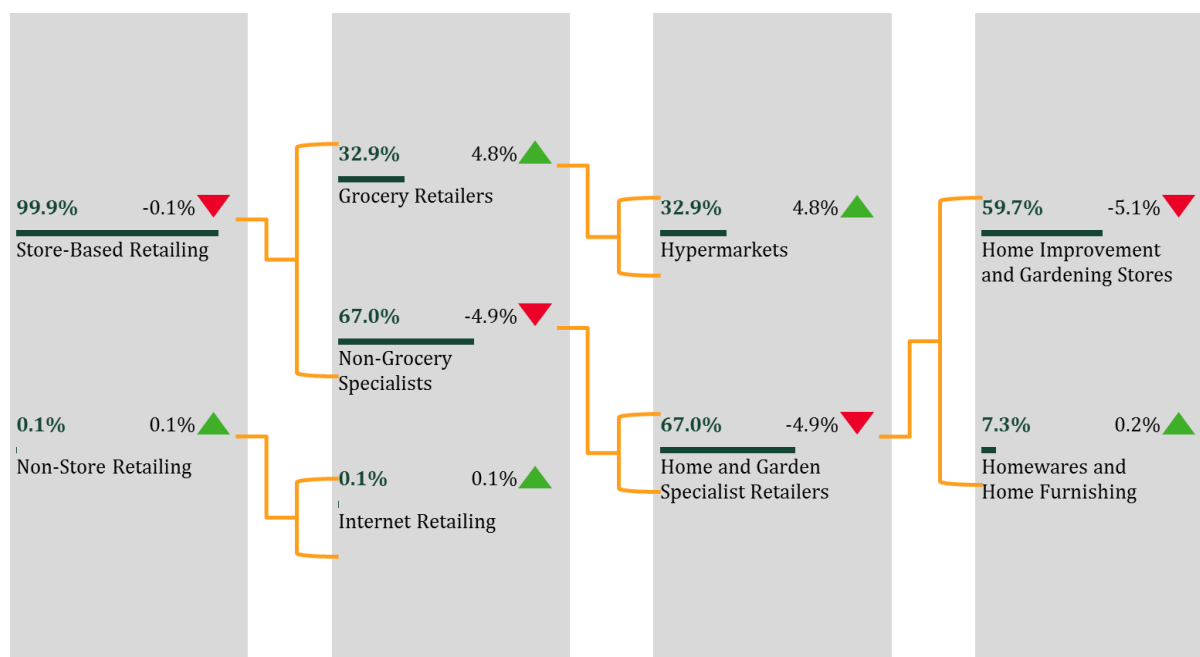 99.9% -0.1%
Store-Based Retailing
0.1% 0.1%
Non-Store Retailing
32.9% 4.8%
Grocery Retailers
67.0% -4.9%
Non-Grocery
Specialists
0.1% 0.1%
Internet Retailing
32.9% 4.8%
Hypermarkets
67.0% -4.9%
Home and Garden
Specialist Retailers
59.7% -5.1%
Home Improvement
and Gardening Stores
7.3% 0.2%
Homewares and
Home Furnishing